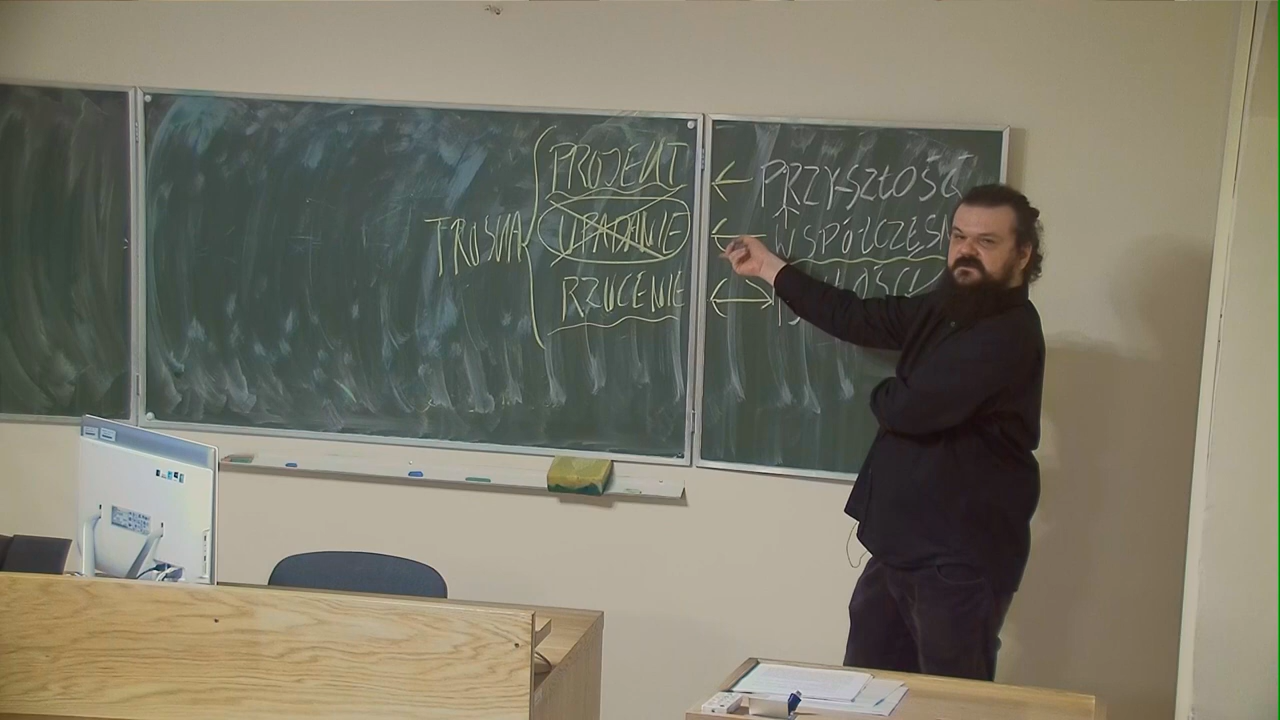 PROJEKT ← PRZYSZŁOŚĆ
TROSKA { UPADANIE ← WSPÓŁCZESN
RZUCENIE ↔